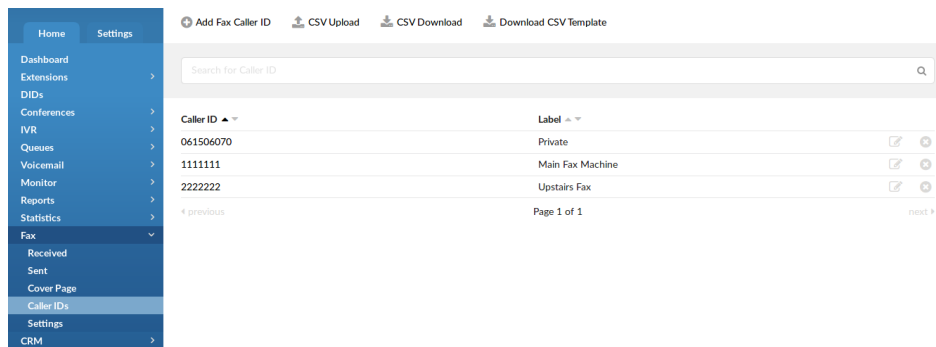 Home Settings
Dashboard
Extensions
DIDs
Conferences
IVR
Queues
Voicemail
Monitor
Reports
Statistics
Fax
Received
Sent
Cover Page
Caller IDs
Settings
CRM
Add Fax Caller ID CSV Upload CSV Download Download CSV Template
Search for Caller ID
Caller ID Label
061506070 Private
1111111 Main Fax Machine
2222222 Upstairs Fax
previous Page 1 of 1 next